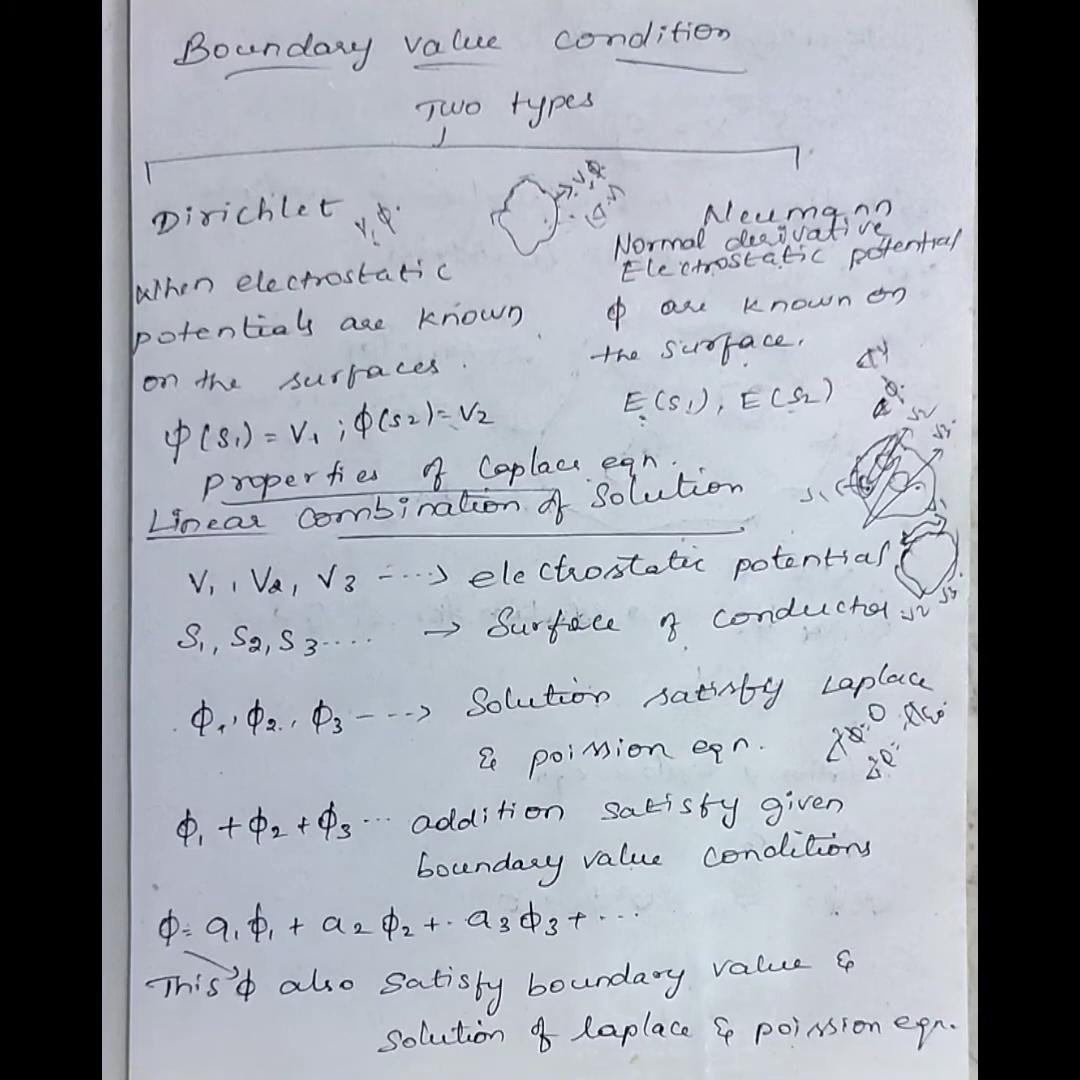 Boundary value condition
Two types
Dirichlet
When electrostatic
potentials are known
on the surfaces.
ϕ(S1) = V1 ; ϕ(S2) = V2
Neumann
Normal derivative
Electrostatic potential
ϕ are known on
the surface.
E(S1), E(S2)
properties of Laplace eqn.
Linear combination of solution
V1, V2, V3 ---> electrostatic potential
S1, S2, S3 .... → Surface of conductor
ϕ1, ϕ2, ϕ3 ---> Solution satisfy Laplace
& poission eqn.
ϕ1 + ϕ2 + ϕ3 ... addition satisfy given
boundary value conditions
ϕ = a1ϕ1 + a2ϕ2 + a3ϕ3 + ...
This ϕ also satisfy boundary value &
solution of laplace & poission eqn.